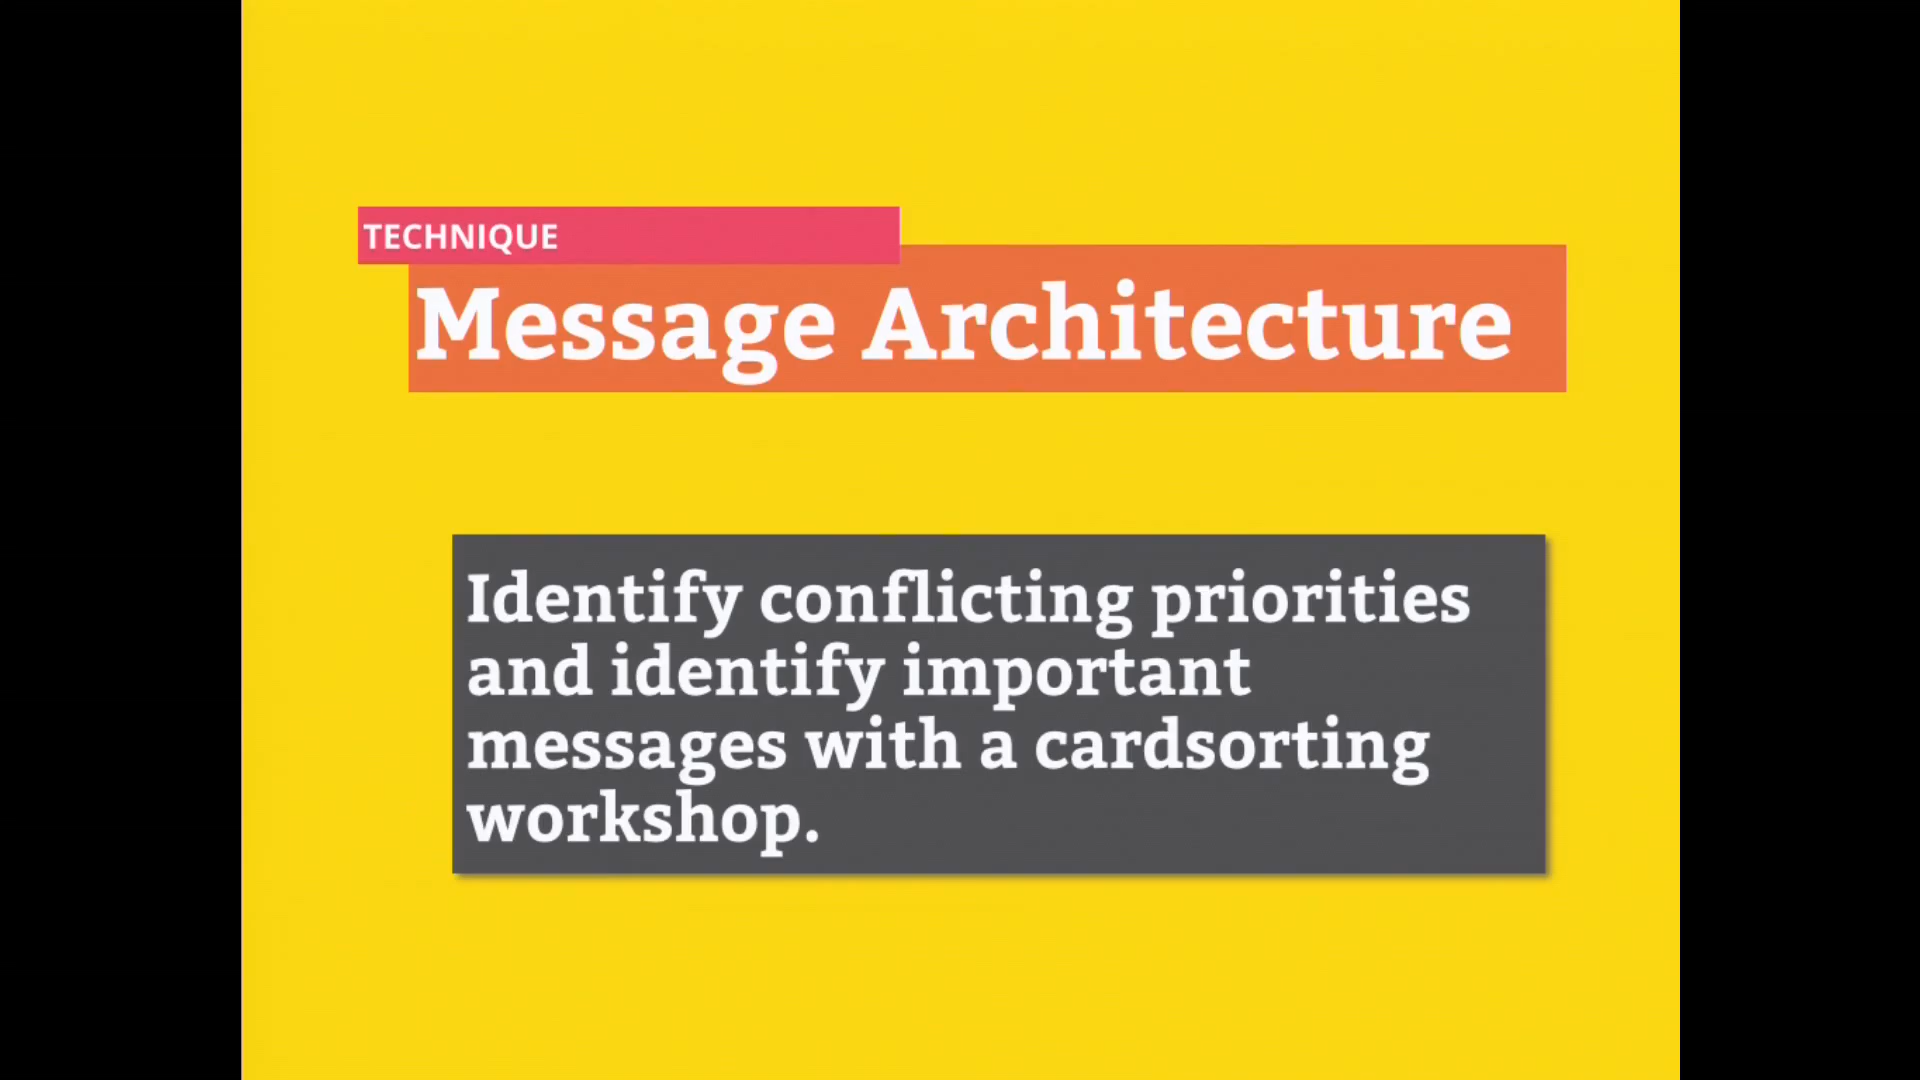 TECHNIQUE
Message Architecture
Identify conflicting priorities
and identify important
messages with a cardsorting
workshop.